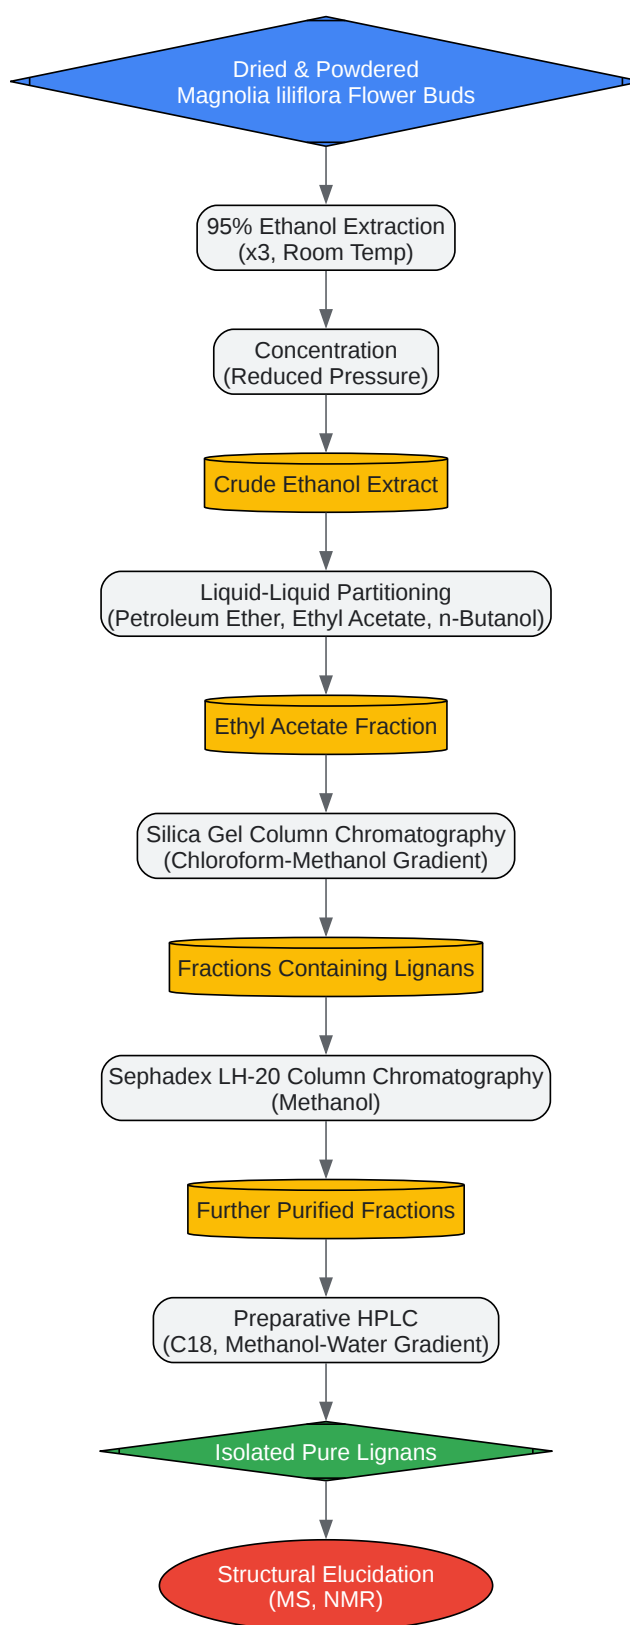 Dried & Powdered
Magnolia liliflora Flower Buds
95% Ethanol Extraction
(x3, Room Temp)
Concentration
(Reduced Pressure)
Crude Ethanol Extract
Liquid-Liquid Partitioning
(Petroleum Ether, Ethyl Acetate, n-Butanol)
Ethyl Acetate Fraction
Silica Gel Column Chromatography
(Chloroform-Methanol Gradient)
Fractions Containing Lignans
Sephadex LH-20 Column Chromatography
(Methanol)
Further Purified Fractions
Preparative HPLC
(C18, Methanol-Water Gradient)
Isolated Pure Lignans
Structural Elucidation
(MS, NMR)